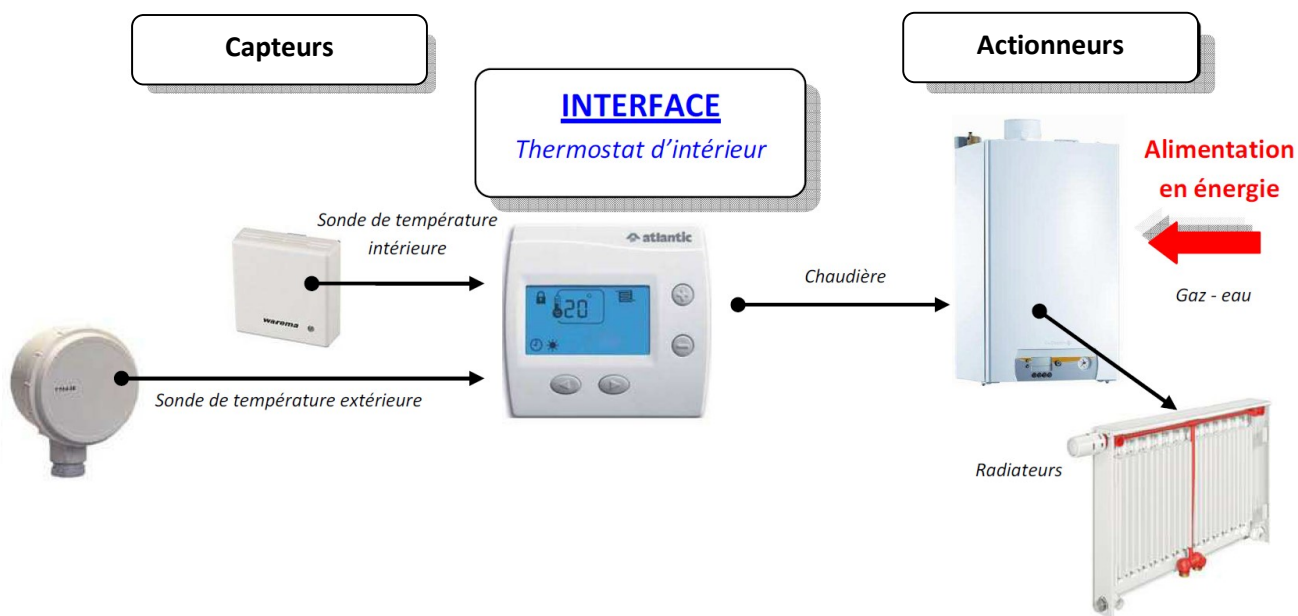 Capteurs
Actionneurs
INTERFACE
Thermostat d’intérieur
Alimentation
en énergie
Sonde de température
intérieure
atlantic
20°
Chaudière
Gaz - eau
warema
Sonde de température extérieure
Radiateurs